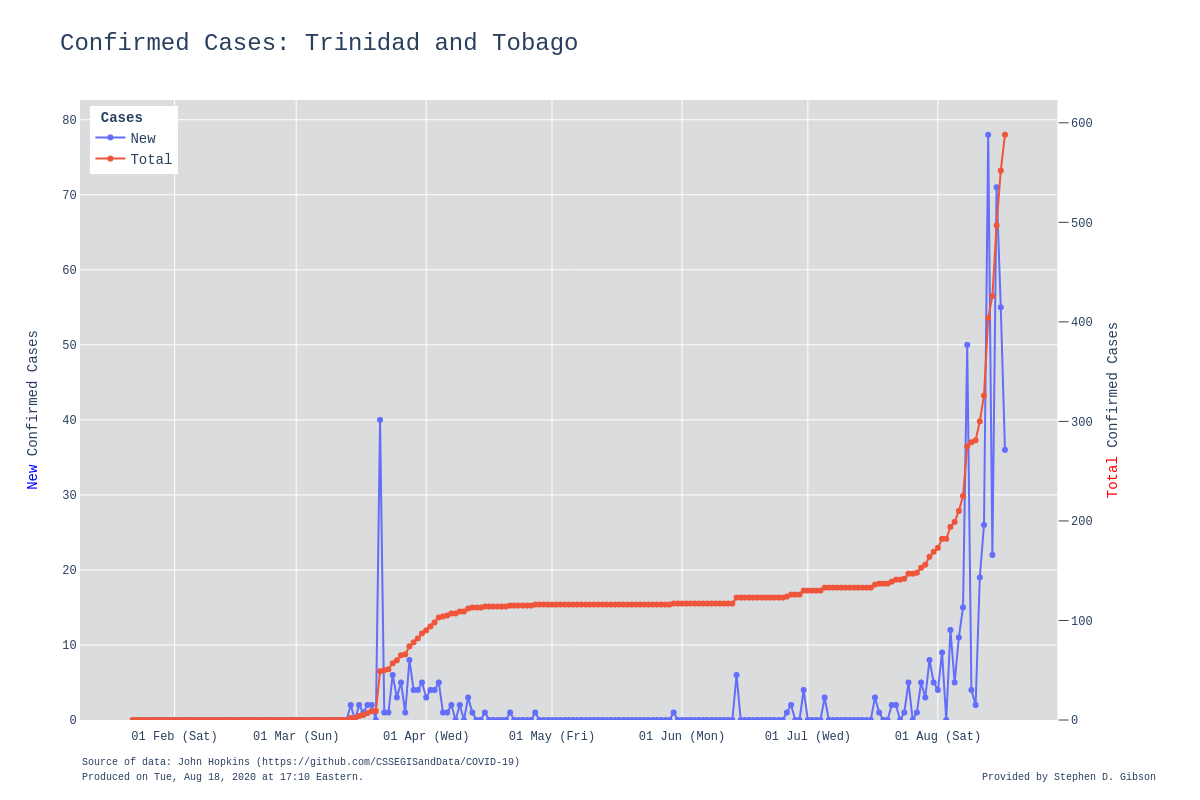 Confirmed Cases: Trinidad and Tobago
Cases
New
Total
80
70
60
50
40
30
20
10
0
New Confirmed Cases
600
500
400
300
200
100
0
Total Confirmed Cases
01 Feb (Sat)
01 Mar (Sun)
01 Apr (Wed)
01 May (Fri)
01 Jun (Mon)
01 Jul (Wed)
01 Aug (Sat)
Source of data: John Hopkins (https://github.com/CSSEGISandData/COVID-19)
Produced on Tue, Aug 18, 2020 at 17:10 Eastern.
Provided by Stephen D. Gibson